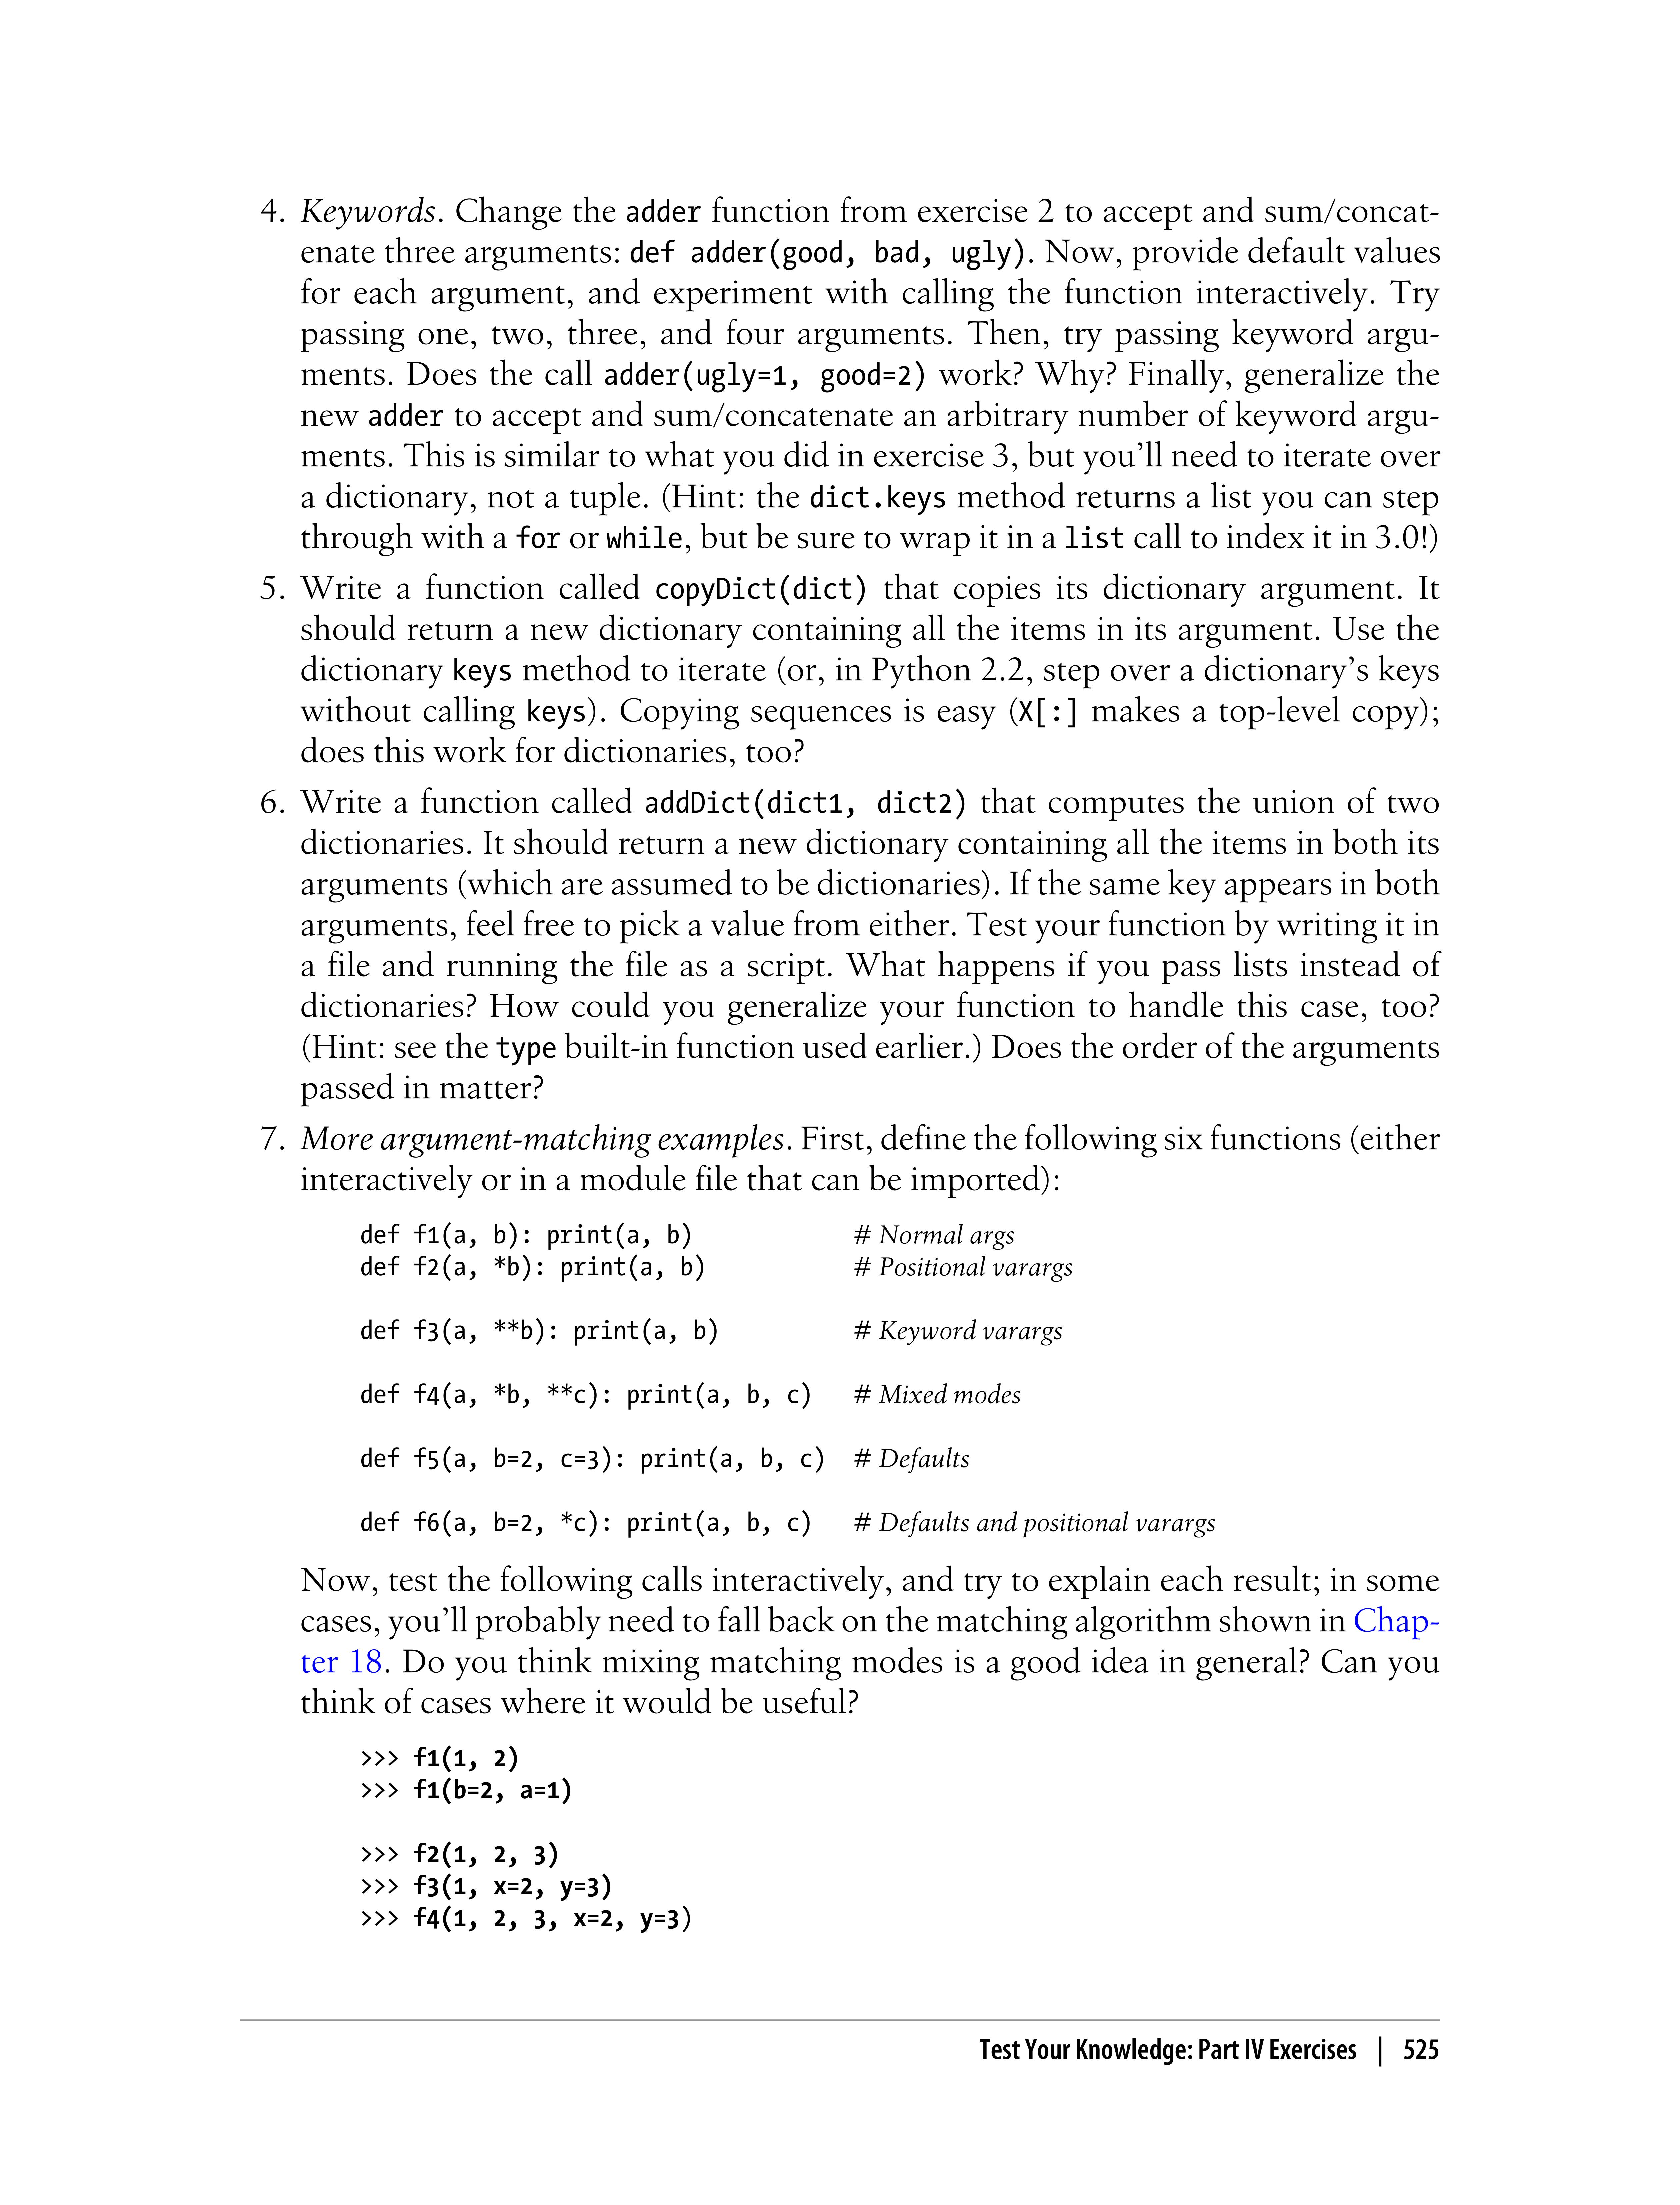 4. Keywords. Change the adder function from exercise 2 to accept and sum/concat-
enate three arguments: def adder(good, bad, ugly). Now, provide default values
for each argument, and experiment with calling the function interactively. Try
passing one, two, three, and four arguments. Then, try passing keyword argu-
ments. Does the call adder(ugly=1, good=2) work? Why? Finally, generalize the
new adder to accept and sum/concatenate an arbitrary number of keyword argu-
ments. This is similar to what you did in exercise 3, but you’ll need to iterate over
a dictionary, not a tuple. (Hint: the dict.keys method returns a list you can step
through with a for or while, but be sure to wrap it in a list call to index it in 3.0!)
5. Write a function called copyDict(dict) that copies its dictionary argument. It
should return a new dictionary containing all the items in its argument. Use the
dictionary keys method to iterate (or, in Python 2.2, step over a dictionary’s keys
without calling keys). Copying sequences is easy (X[:] makes a top-level copy);
does this work for dictionaries, too?
6. Write a function called addDict(dict1, dict2) that computes the union of two
dictionaries. It should return a new dictionary containing all the items in both its
arguments (which are assumed to be dictionaries). If the same key appears in both
arguments, feel free to pick a value from either. Test your function by writing it in
a file and running the file as a script. What happens if you pass lists instead of
dictionaries? How could you generalize your function to handle this case, too?
(Hint: see the type built-in function used earlier.) Does the order of the arguments
passed in matter?
7. More argument-matching examples. First, define the following six functions (either
interactively or in a module file that can be imported):
def f1(a, b): print(a, b) # Normal args
def f2(a, *b): print(a, b) # Positional varargs
def f3(a, **b): print(a, b) # Keyword varargs
def f4(a, *b, **c): print(a, b, c) # Mixed modes
def f5(a, b=2, c=3): print(a, b, c) # Defaults
def f6(a, b=2, *c): print(a, b, c) # Defaults and positional varargs
Now, test the following calls interactively, and try to explain each result; in some
cases, you’ll probably need to fall back on the matching algorithm shown in Chap-
ter 18. Do you think mixing matching modes is a good idea in general? Can you
think of cases where it would be useful?
>>> f1(1, 2)
>>> f1(b=2, a=1)
>>> f2(1, 2, 3)
>>> f3(1, x=2, y=3)
>>> f4(1, 2, 3, x=2, y=3)
Test Your Knowledge: Part IV Exercises | 525